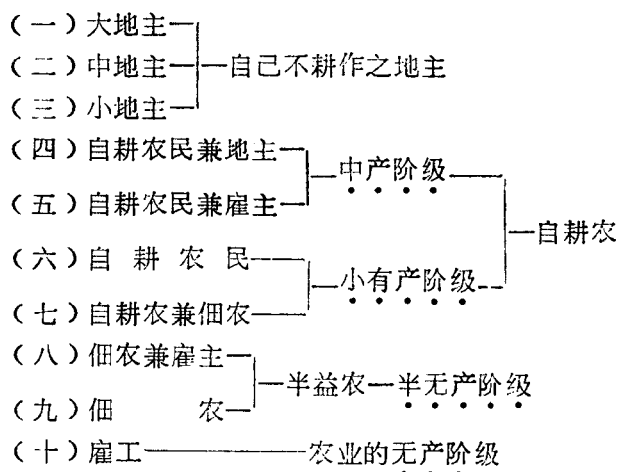 （一）大地主
（二）中地主
（三）小地主
自己不耕作之地主
（四）自耕农民兼地主
（五）自耕农民兼雇主
中产阶级
（六）自耕农民
（七）自耕农兼佃农
小有产阶级
自耕农
（八）佃农兼雇主
（九）佃农
半益农
半无产阶级
（十）雇工
农业的无产阶级